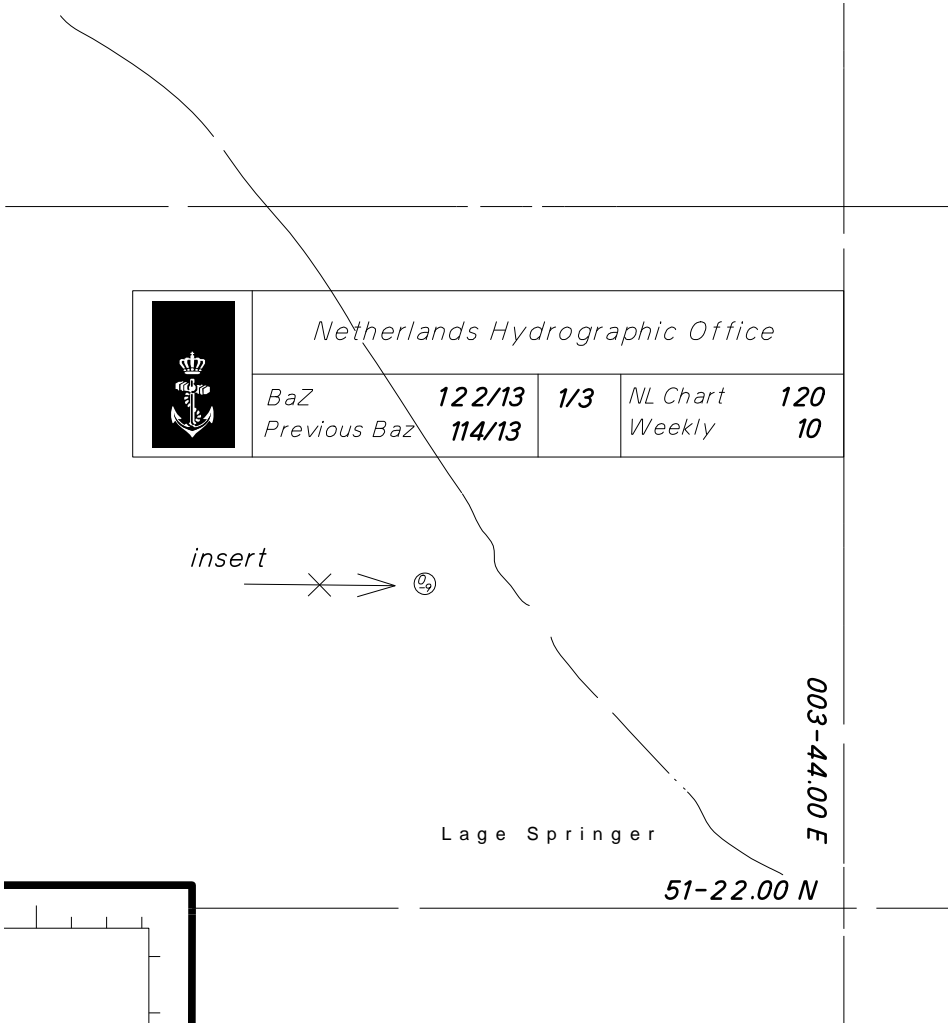 Netherlands Hydrographic Office
BaZ 122/13 1/3 NL Chart 120
Previous Baz 114/13 Weekly 10
insert
0₉
003-44.00 E
Lage Springer
51-22.00 N